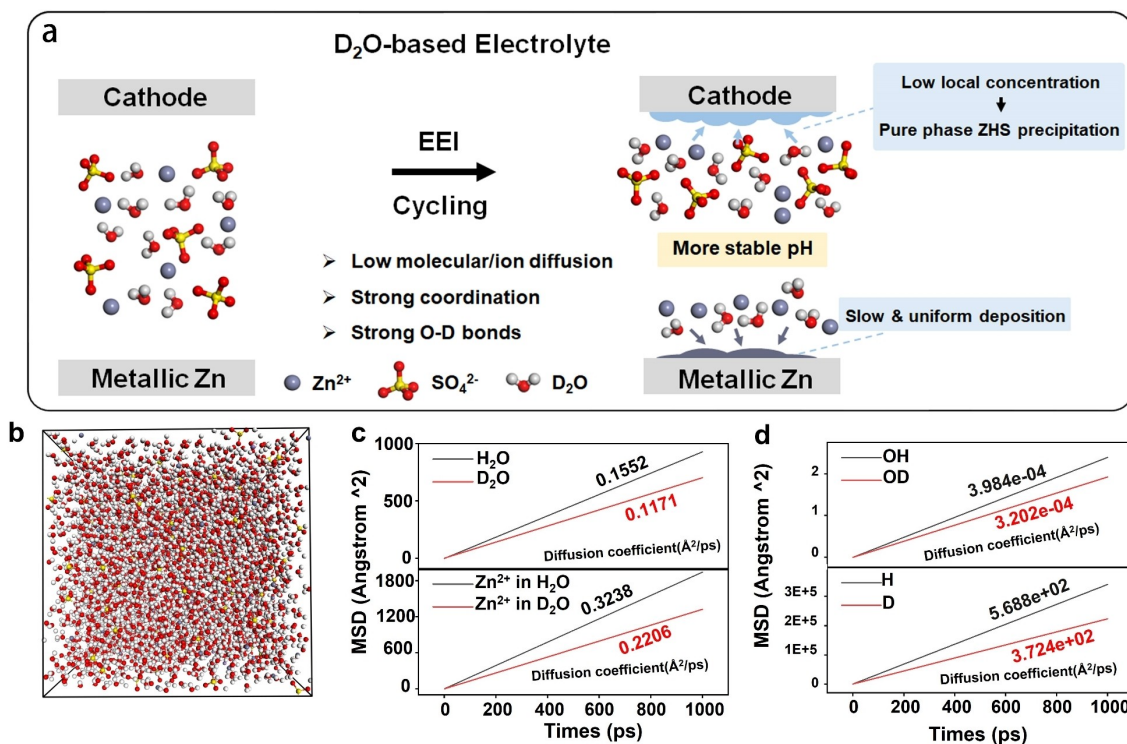 a
D₂O-based Electrolyte
Cathode
EEI
Cycling
➢ Low molecular/ion diffusion
➢ Strong coordination
➢ Strong O-D bonds
Metallic Zn
Zn²⁺
SO₄²⁻
D₂O
Cathode
Low local concentration
Pure phase ZHS precipitation
More stable pH
Slow & uniform deposition
Metallic Zn
b
c
MSD (Angstrom ^2)
1000
500
0
H₂O
D₂O
0.1552
0.1171
Diffusion coefficient(Å²/ps)
1800
1200
600
0
Zn²⁺ in H₂O
Zn²⁺ in D₂O
0.3238
0.2206
Diffusion coefficient(Å²/ps)
0 200 400 600 800 1000
Times (ps)
d
MSD (Angstrom ^2)
2
1
0
OH
OD
3.984e-04
3.202e-04
Diffusion coefficient(Å²/ps)
3E+5
2E+5
1E+5
0
H
D
5.688e+02
3.724e+02
Diffusion coefficient(Å²/ps)
0 200 400 600 800 1000
Times (ps)